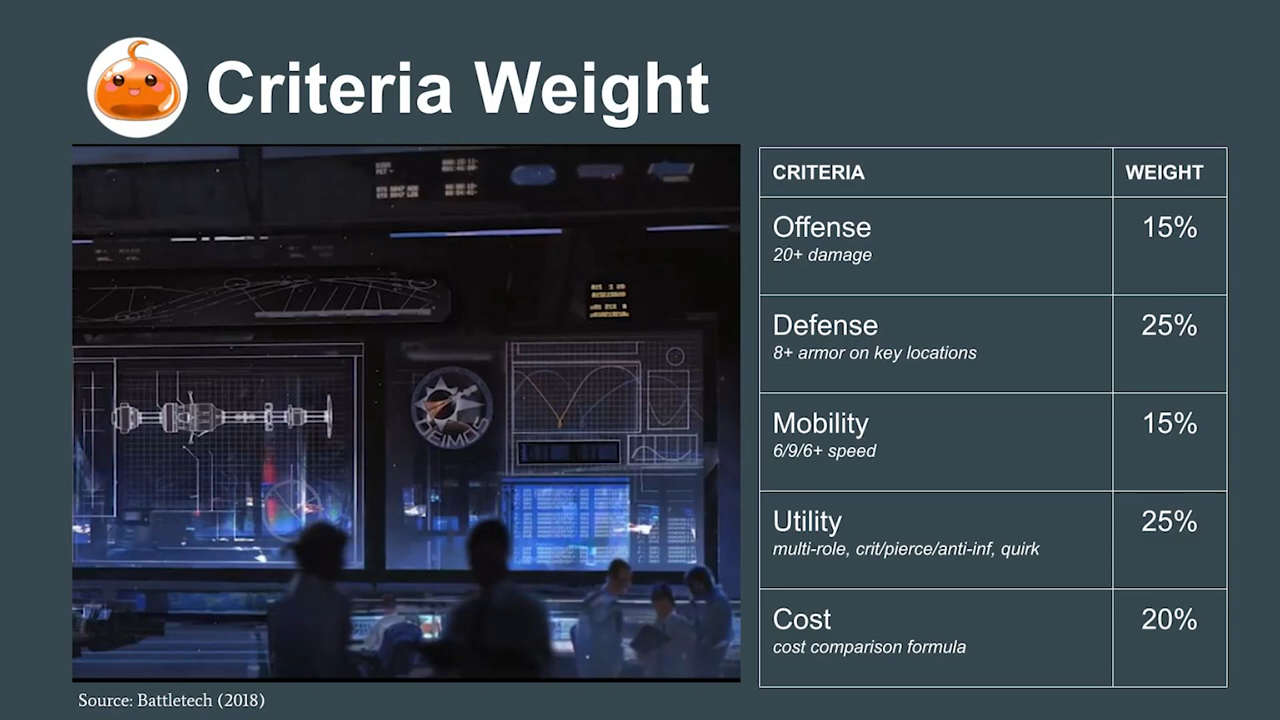 Criteria Weight
DEIMOS
CRITERIA WEIGHT
Offense 15%
20+ damage
Defense 25%
8+ armor on key locations
Mobility 15%
6/9/6+ speed
Utility 25%
multi-role, crit/pierce/anti-inf, quirk
Cost 20%
cost comparison formula
Source: Battletech (2018)